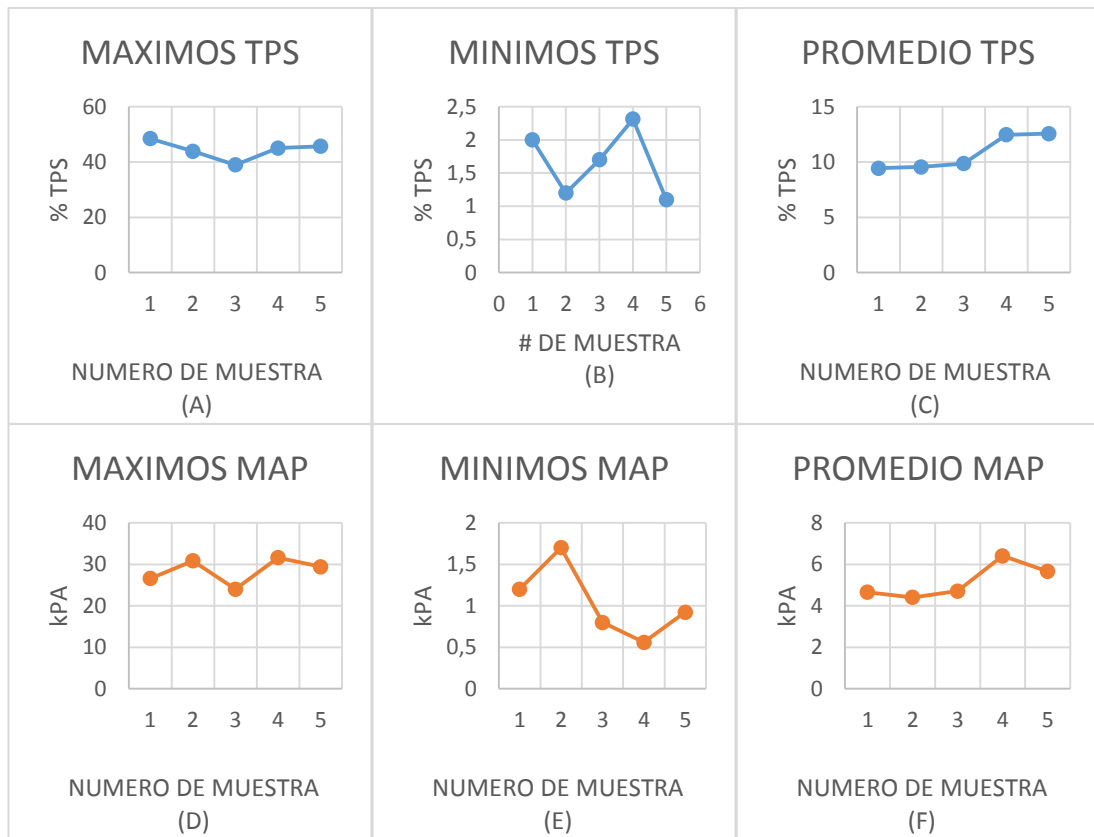 MAXIMOS TPS
60
40
20
0
% TPS
1 2 3 4 5
NUMERO DE MUESTRA
(A)
MINIMOS TPS
2,5
2
1,5
1
0,5
0
% TPS
0 1 2 3 4 5 6
# DE MUESTRA
(B)
PROMEDIO TPS
15
10
5
0
% TPS
1 2 3 4 5
NUMERO DE MUESTRA
(C)
MAXIMOS MAP
40
30
20
10
0
kPA
1 2 3 4 5
NUMERO DE MUESTRA
(D)
MINIMOS MAP
2
1,5
1
0,5
0
kPA
1 2 3 4 5
NUMERO DE MUESTRA
(E)
PROMEDIO MAP
8
6
4
2
0
kPA
1 2 3 4 5
NUMERO DE MUESTRA
(F)